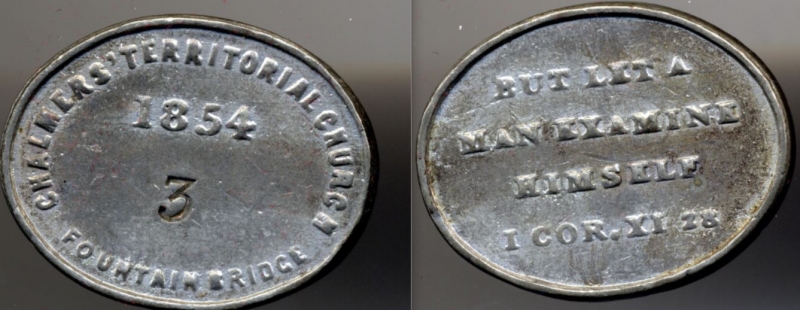 CHALMERS' TERRITORIAL CHURCH
1854
3
FOUNTAINBRIDGE
BUT LET A
MAN EXAMINE
HIMSELF
I COR. XI 28